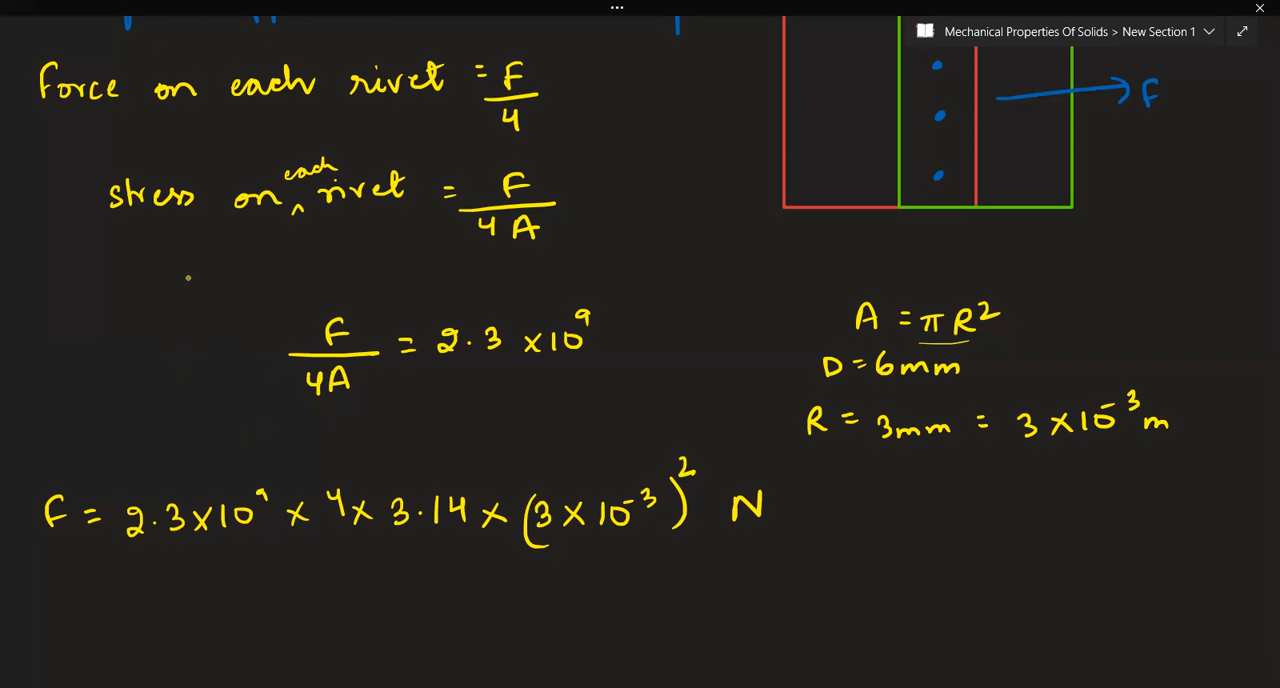 Mechanical Properties Of Solids > New Section 1
Force on each rivet = F/4
F
stress on each rivet = F/4A
F/4A = 2.3 × 10⁹
A = πR²
D = 6mm
R = 3mm = 3 × 10⁻³ m
F = 2.3 × 10⁹ × 4 × 3.14 × (3 × 10⁻³)² N